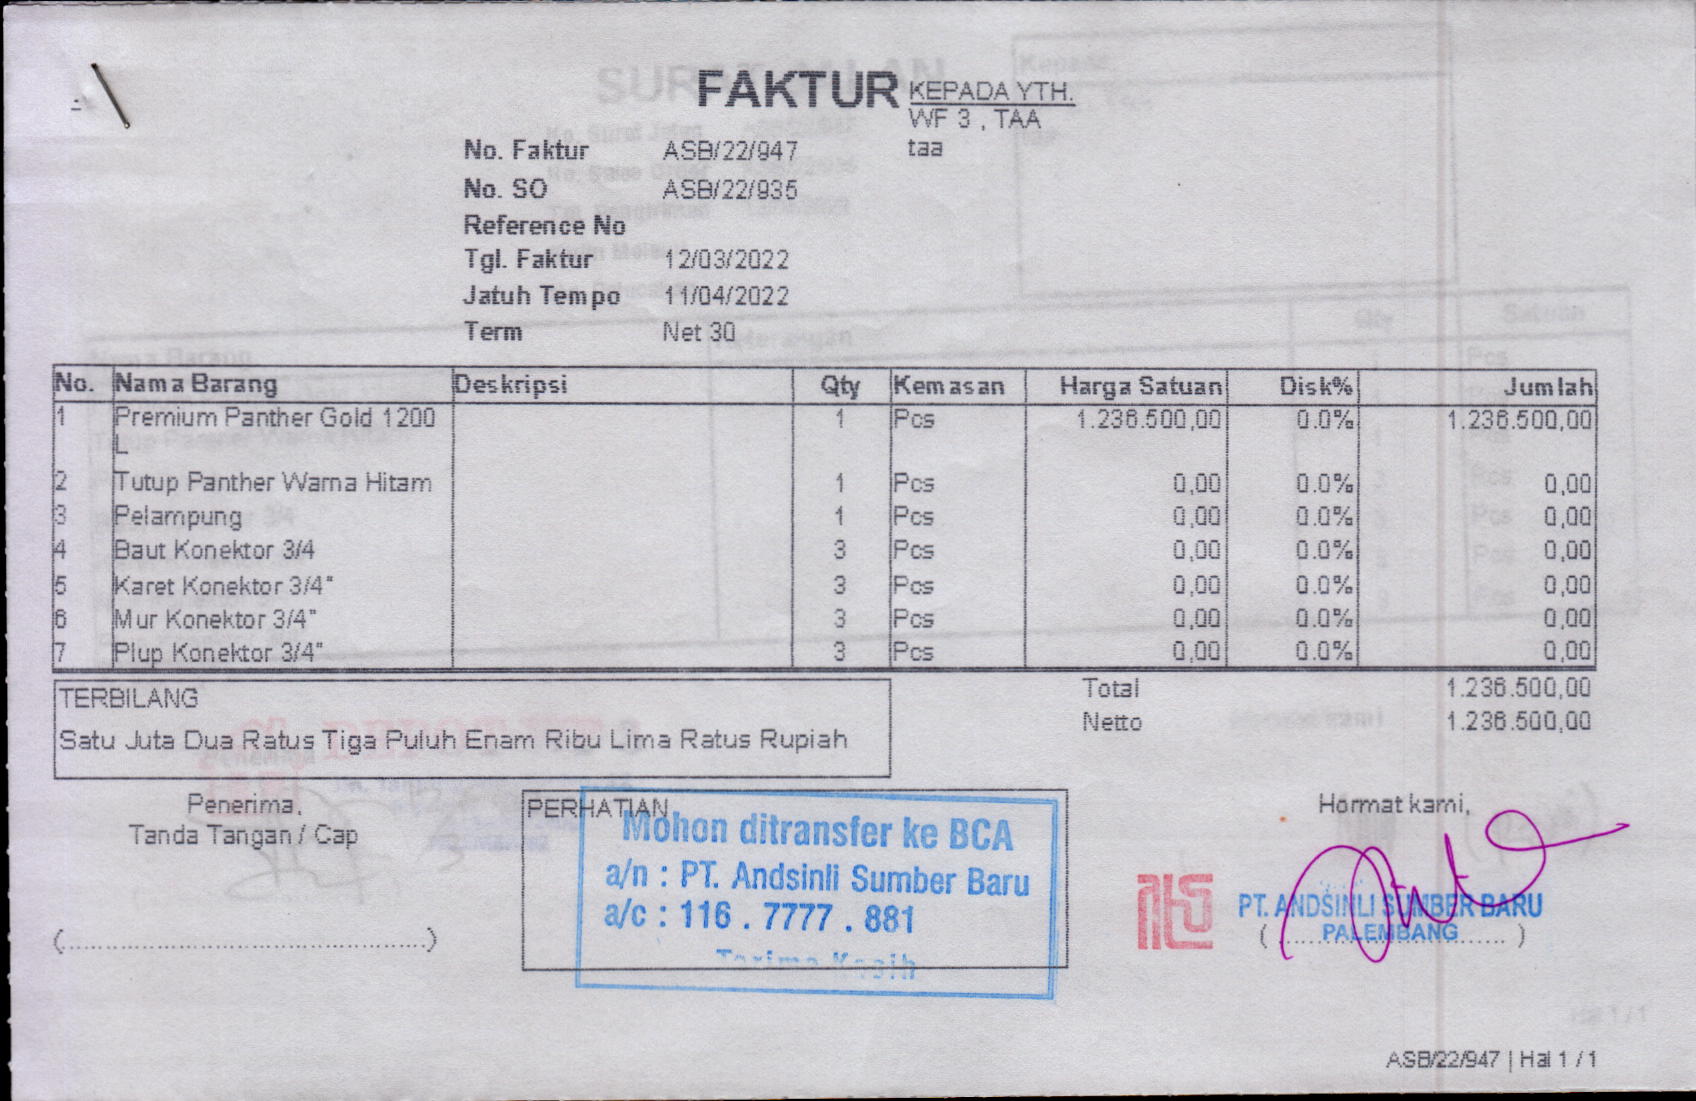 FAKTUR
KEPADA YTH.
WF 3 , TAA
taa
No. Faktur ASB/22/947
No. SO ASB/22/935
Reference No
Tgl. Faktur 12/03/2022
Jatuh Tempo 11/04/2022
Term Net 30
No. Nama Barang Deskripsi Qty Kemasan Harga Satuan Disk% Jumlah
1 Premium Panther Gold 1200 1 Pcs 1.236.500,00 0.0% 1.236.500,00
L
2 Tutup Panther Warna Hitam 1 Pcs 0,00 0.0% 0,00
3 Pelampung 1 Pcs 0,00 0.0% 0,00
4 Baut Konektor 3/4 3 Pcs 0,00 0.0% 0,00
5 Karet Konektor 3/4" 3 Pcs 0,00 0.0% 0,00
6 Mur Konektor 3/4" 3 Pcs 0,00 0.0% 0,00
7 Plup Konektor 3/4" 3 Pcs 0,00 0.0% 0,00
Total 1.236.500,00
Netto 1.236.500,00
TERBILANG
Satu Juta Dua Ratus Tiga Puluh Enam Ribu Lima Ratus Rupiah
Penerima,
Tanda Tangan / Cap
(..................................................)
PERHATIAN
Mohon ditransfer ke BCA
a/n : PT. Andsinli Sumber Baru
a/c : 116 . 7777 . 881
Terima Kasih
Hormat kami,
PT. ANDSINLI SUMBER BARU
PALEMBANG
ASB/22/947 | Hal 1 / 1